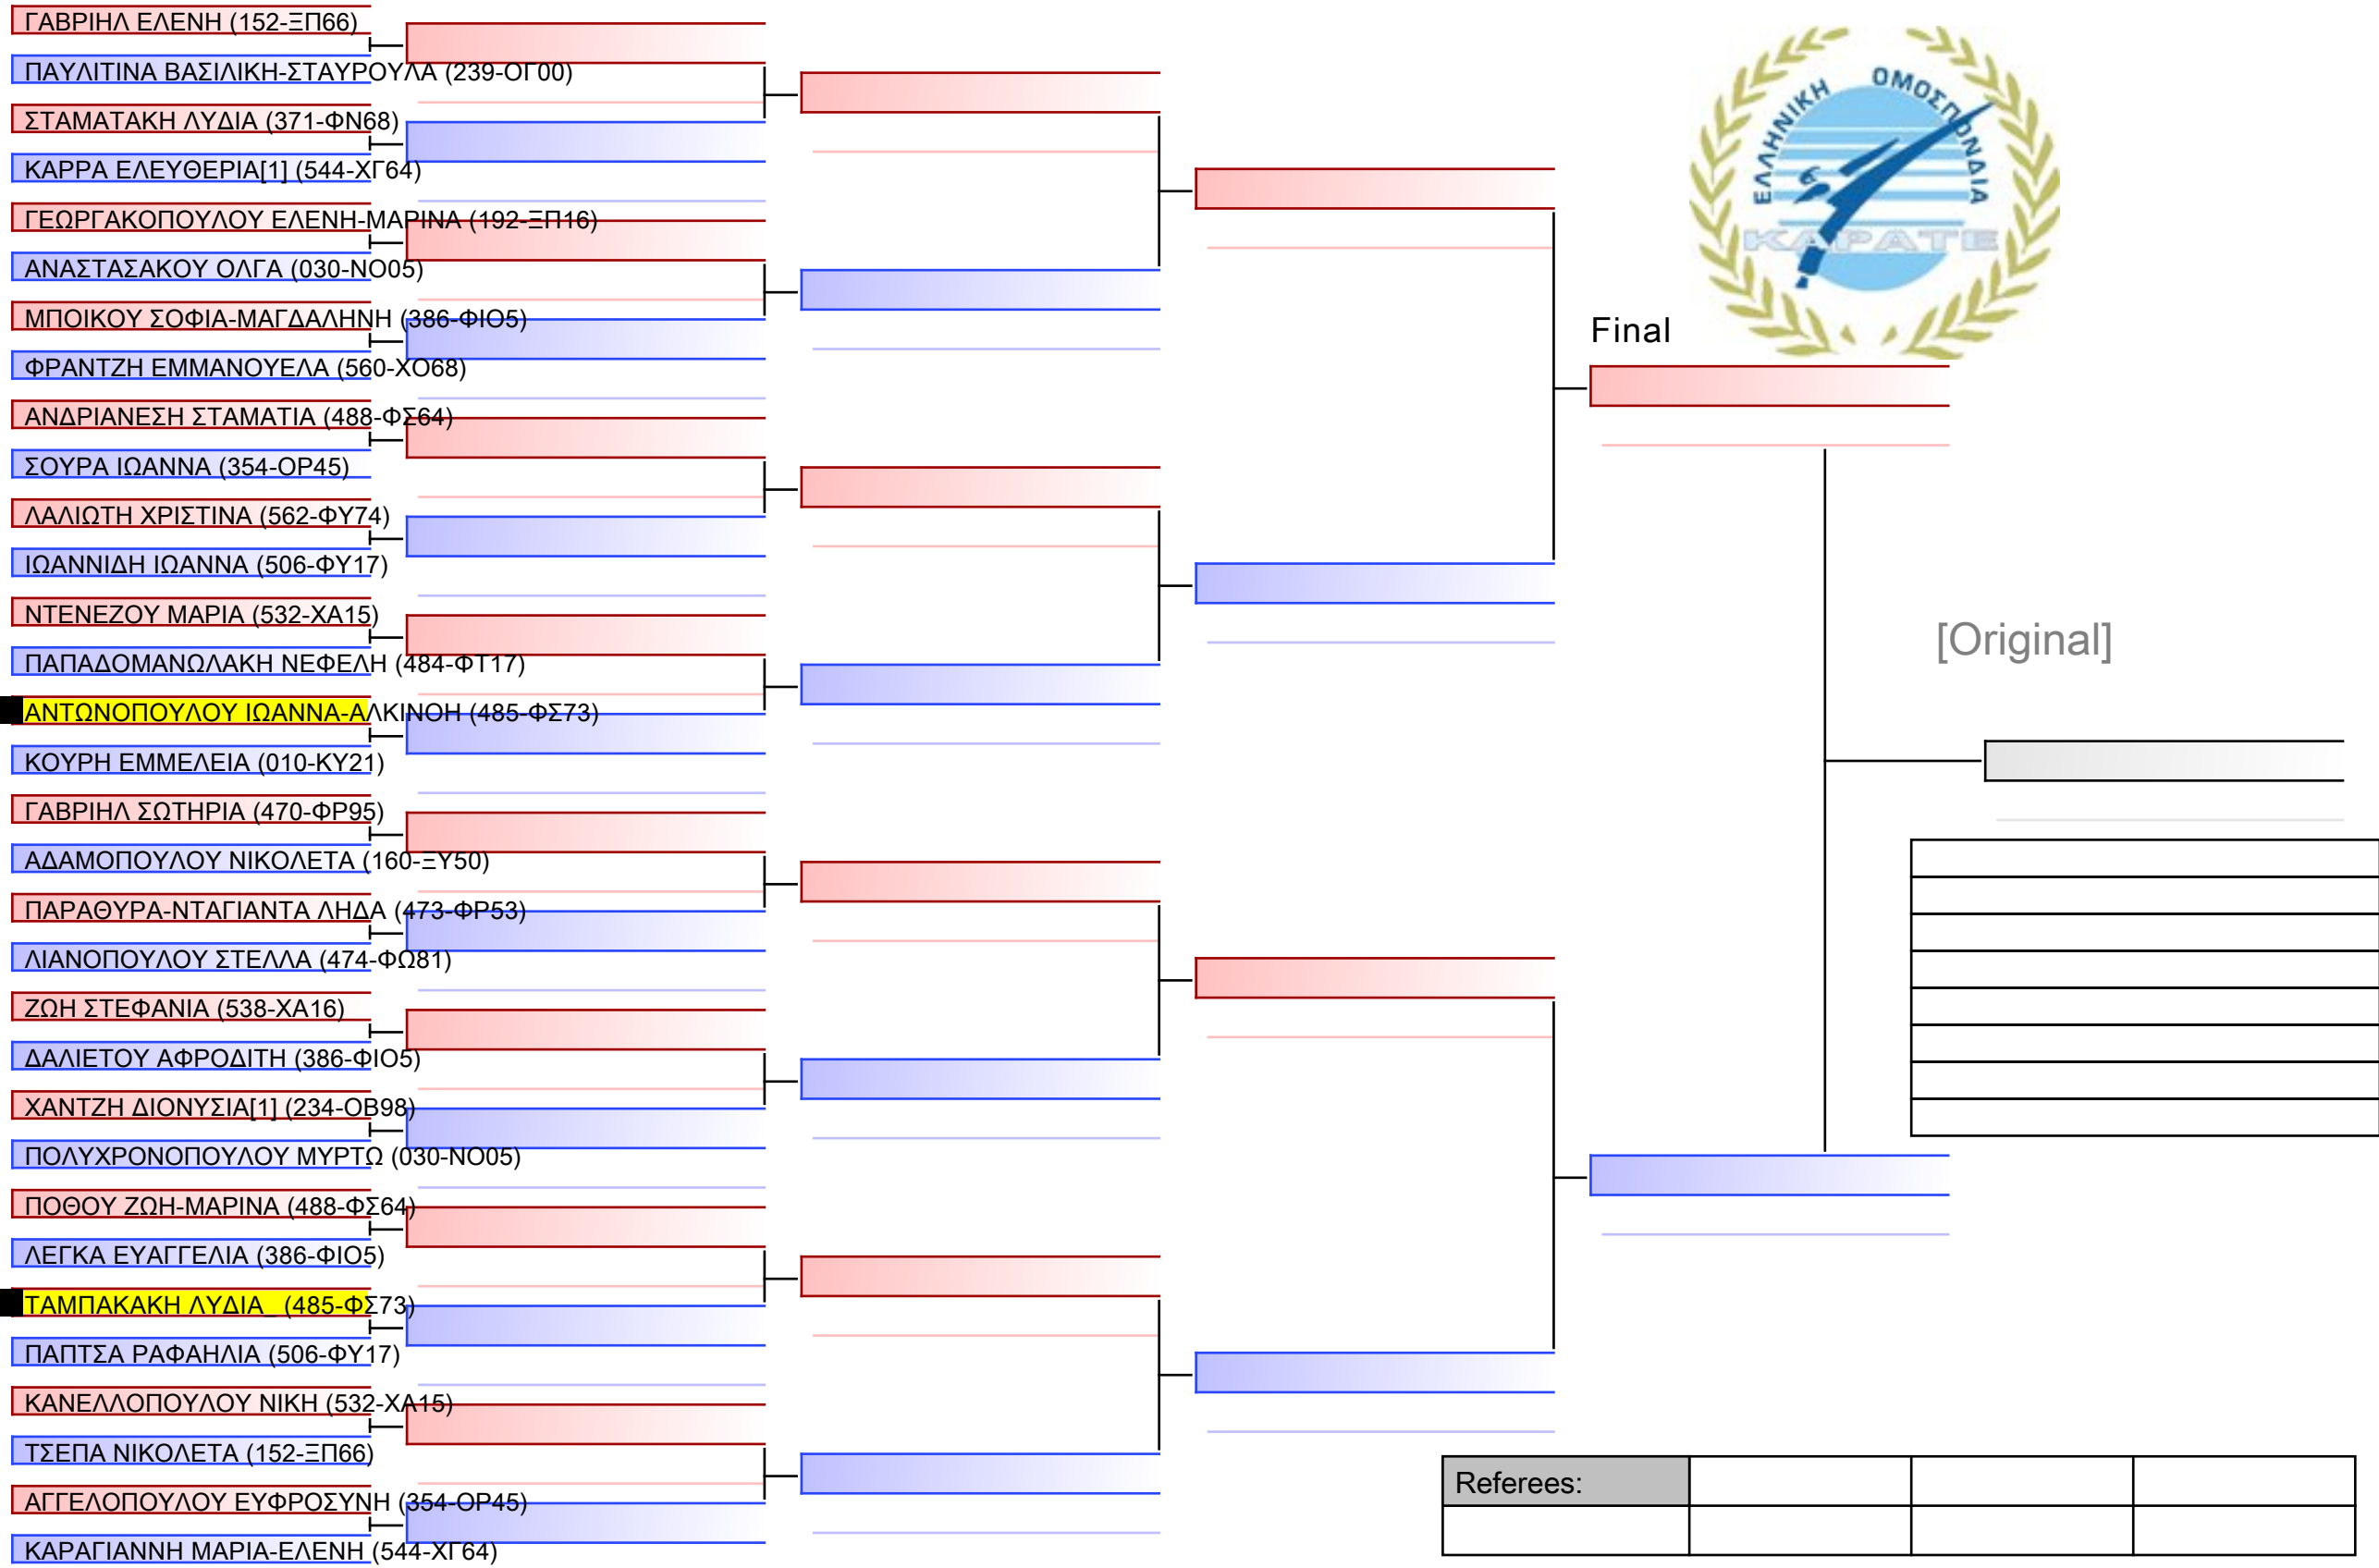 ΓΑΒΡΙΗΛ ΕΛΕΝΗ (152-ΞΠ66)
ΠΑΥΛΙΤΙΝΑ ΒΑΣΙΛΙΚΗ-ΣΤΑΥΡΟΥΛΑ (239-ΟΓ00)
ΣΤΑΜΑΤΑΚΗ ΛΥΔΙΑ (371-ΦΝ68)
ΚΑΡΡΑ ΕΛΕΥΘΕΡΙΑ[1] (544-ΧΓ64)
ΓΕΩΡΓΑΚΟΠΟΥΛΟΥ ΕΛΕΝΗ-ΜΑΡΙΝΑ (192-ΞΠ16)
ΑΝΑΣΤΑΣΑΚΟΥ ΟΛΓΑ (030-ΝΟ05)
ΜΠΟΙΚΟΥ ΣΟΦΙΑ-ΜΑΓΔΑΛΗΝΗ (386-ΦΙΟ5)
ΦΡΑΝΤΖΗ ΕΜΜΑΝΟΥΕΛΑ (560-ΧΟ68)
ΑΝΔΡΙΑΝΕΣΗ ΣΤΑΜΑΤΙΑ (488-ΦΣ64)
ΣΟΥΡΑ ΙΩΑΝΝΑ (354-ΟΡ45)
ΛΑΛΙΩΤΗ ΧΡΙΣΤΙΝΑ (562-ΦΥ74)
ΙΩΑΝΝΙΔΗ ΙΩΑΝΝΑ (506-ΦΥ17)
ΝΤΕΝΕΖΟΥ ΜΑΡΙΑ (532-ΧΑ15)
ΠΑΠΑΔΟΜΑΝΩΛΑΚΗ ΝΕΦΕΛΗ (484-ΦΤ17)
ΑΝΤΩΝΟΠΟΥΛΟΥ ΙΩΑΝΝΑ-ΑΛΚΙΝΟΗ (485-ΦΣ73)
ΚΟΥΡΗ ΕΜΜΕΛΕΙΑ (010-ΚΥ21)
ΓΑΒΡΙΗΛ ΣΩΤΗΡΙΑ (470-ΦΡ95)
ΑΔΑΜΟΠΟΥΛΟΥ ΝΙΚΟΛΕΤΑ (160-ΞΥ50)
ΠΑΡΑΘΥΡΑ-ΝΤΑΓΙΑΝΤΑ ΛΗΔΑ (473-ΦΡ53)
ΛΙΑΝΟΠΟΥΛΟΥ ΣΤΕΛΛΑ (474-ΦΩ81)
ΖΩΗ ΣΤΕΦΑΝΙΑ (538-ΧΑ16)
ΔΑΛΙΕΤΟΥ ΑΦΡΟΔΙΤΗ (386-ΦΙΟ5)
ΧΑΝΤΖΗ ΔΙΟΝΥΣΙΑ[1] (234-ΟΒ98)
ΠΟΛΥΧΡΟΝΟΠΟΥΛΟΥ ΜΥΡΤΩ (030-ΝΟ05)
ΠΟΘΟΥ ΖΩΗ-ΜΑΡΙΝΑ (488-ΦΣ64)
ΛΕΓΚΑ ΕΥΑΓΓΕΛΙΑ (386-ΦΙΟ5)
ΤΑΜΠΑΚΑΚΗ ΛΥΔΙΑ_ (485-ΦΣ73)
ΠΑΠΤΣΑ ΡΑΦΑΗΛΙΑ (506-ΦΥ17)
ΚΑΝΕΛΛΟΠΟΥΛΟΥ ΝΙΚΗ (532-ΧΑ15)
ΤΣΕΠΑ ΝΙΚΟΛΕΤΑ (152-ΞΠ66)
ΑΓΓΕΛΟΠΟΥΛΟΥ ΕΥΦΡΟΣΥΝΗ (354-ΟΡ45)
ΚΑΡΑΓΙΑΝΝΗ ΜΑΡΙΑ-ΕΛΕΝΗ (544-ΧΓ64)
ΕΛΛΗΝΙΚΗ ΟΜΟΣΠΟΝΔΙΑ
ΚΑΡΑΤΕ
Final
[Original]
Referees: